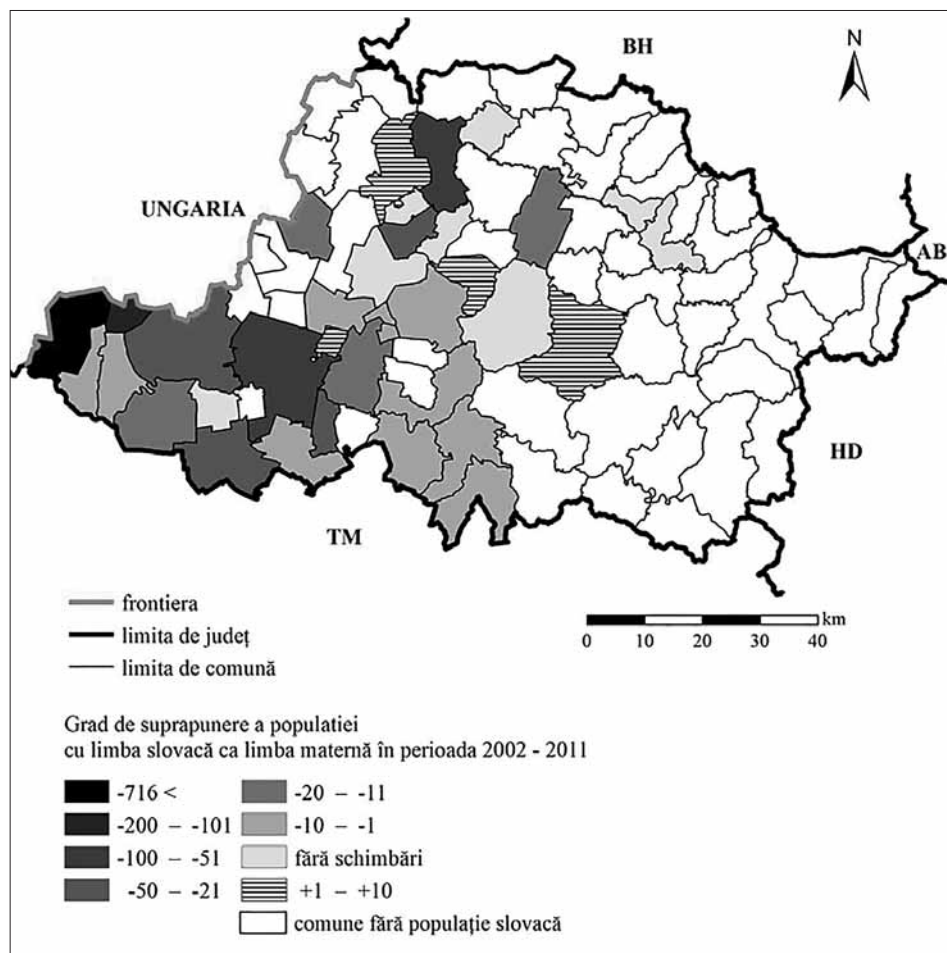 BH
N
UNGARIA
AB
HD
TM
frontiera
limita de județ
limita de comună
km
0 10 20 30 40
Grad de suprapunere a populatiei
cu limba slovacă ca limba maternă în perioada 2002 - 2011
-716 <
-20 – -11
-200 – -101
-10 – -1
-100 – -51
fără schimbări
-50 – -21
+1 – +10
comune fără populație slovacă